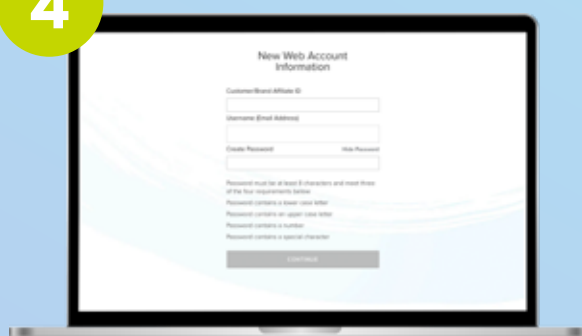 4
New Web Account
Information
Customer/Brand Affiliate ID
Username (Email Address)
Create Password
Hide Password
Password must be at least 8 characters and meet three
of the four requirements below
Password contains a lower case letter
Password contains an upper case letter
Password contains a number
Password contains a special character
CONTINUE